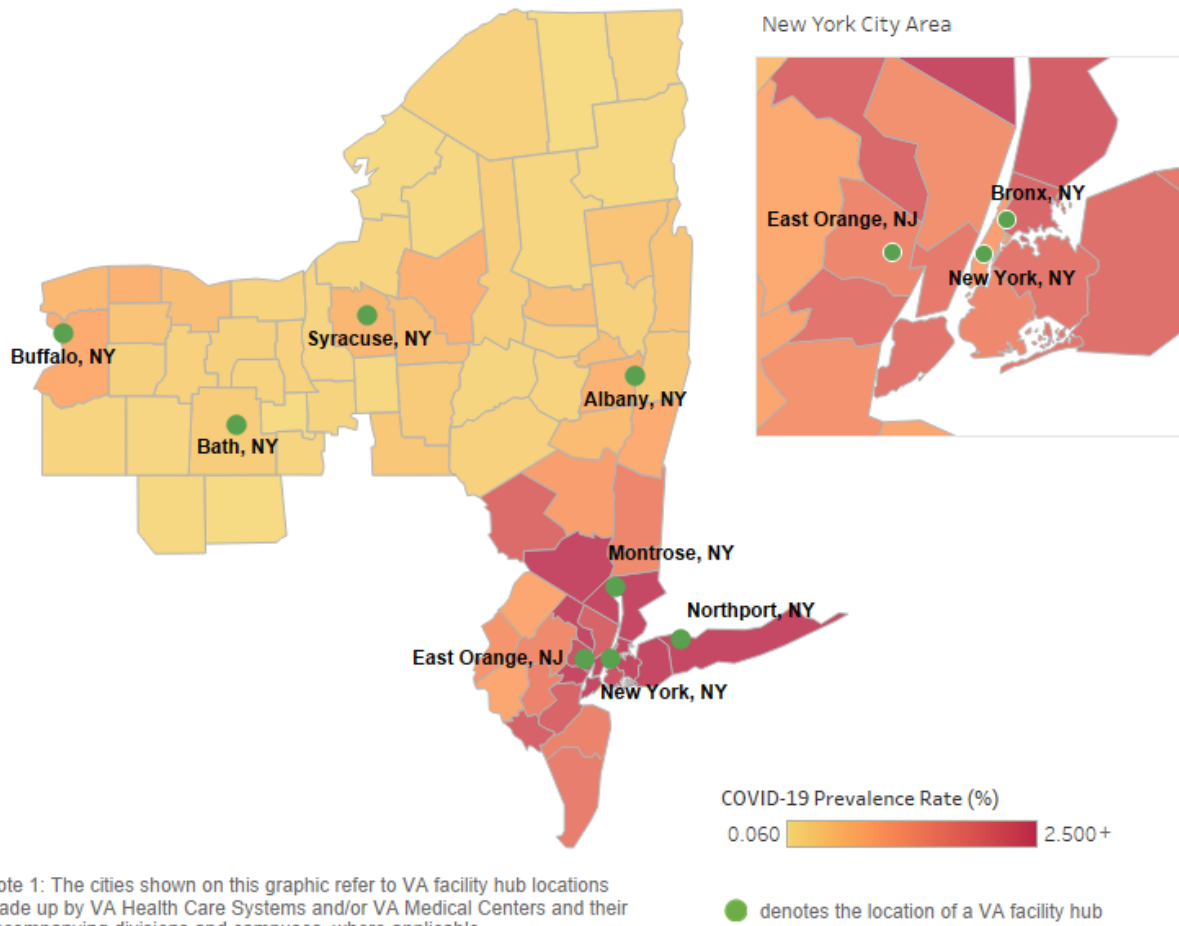 New York City Area
Bronx, NY
East Orange, NJ
New York, NY
Buffalo, NY
Syracuse, NY
Albany, NY
Bath, NY
Montrose, NY
Northport, NY
East Orange, NJ
New York, NY
COVID-19 Prevalence Rate (%)
0.060 2.500+
denotes the location of a VA facility hub
ote 1: The cities shown on this graphic refer to VA facility hub locations
ade up by VA Health Care Systems and/or VA Medical Centers and their